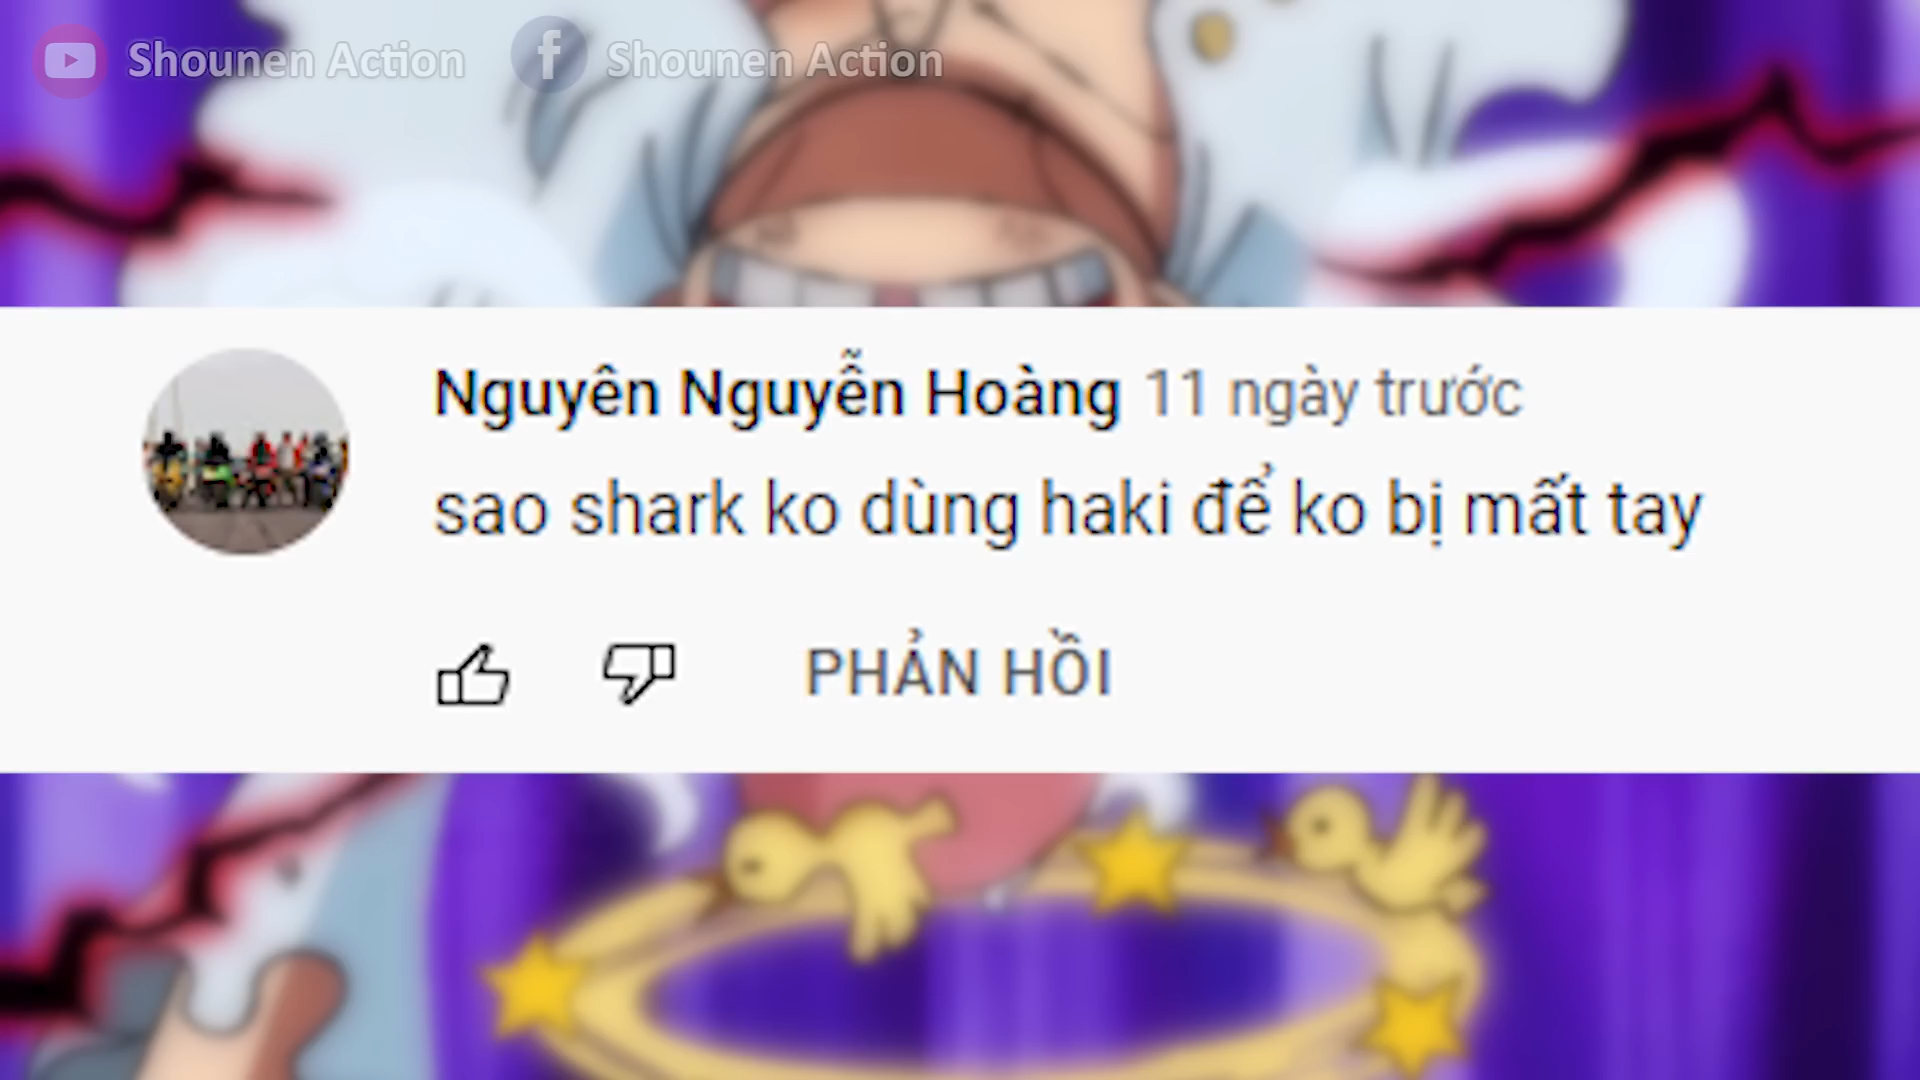 Shounen Action Shounen Action
Nguyên Nguyễn Hoàng 11 ngày trước
sao shark ko dùng haki để ko bị mất tay
PHẢN HỒI